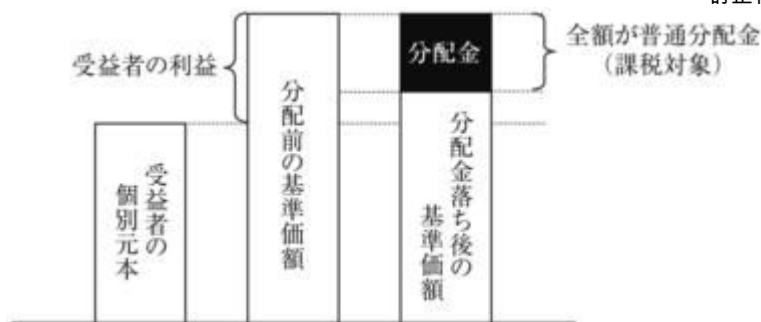 受益者の利益
分配金
全額が普通分配金
（課税対象）
受益者の
個別元本
分配前の基準価額
分配金落ち後の
基準価額